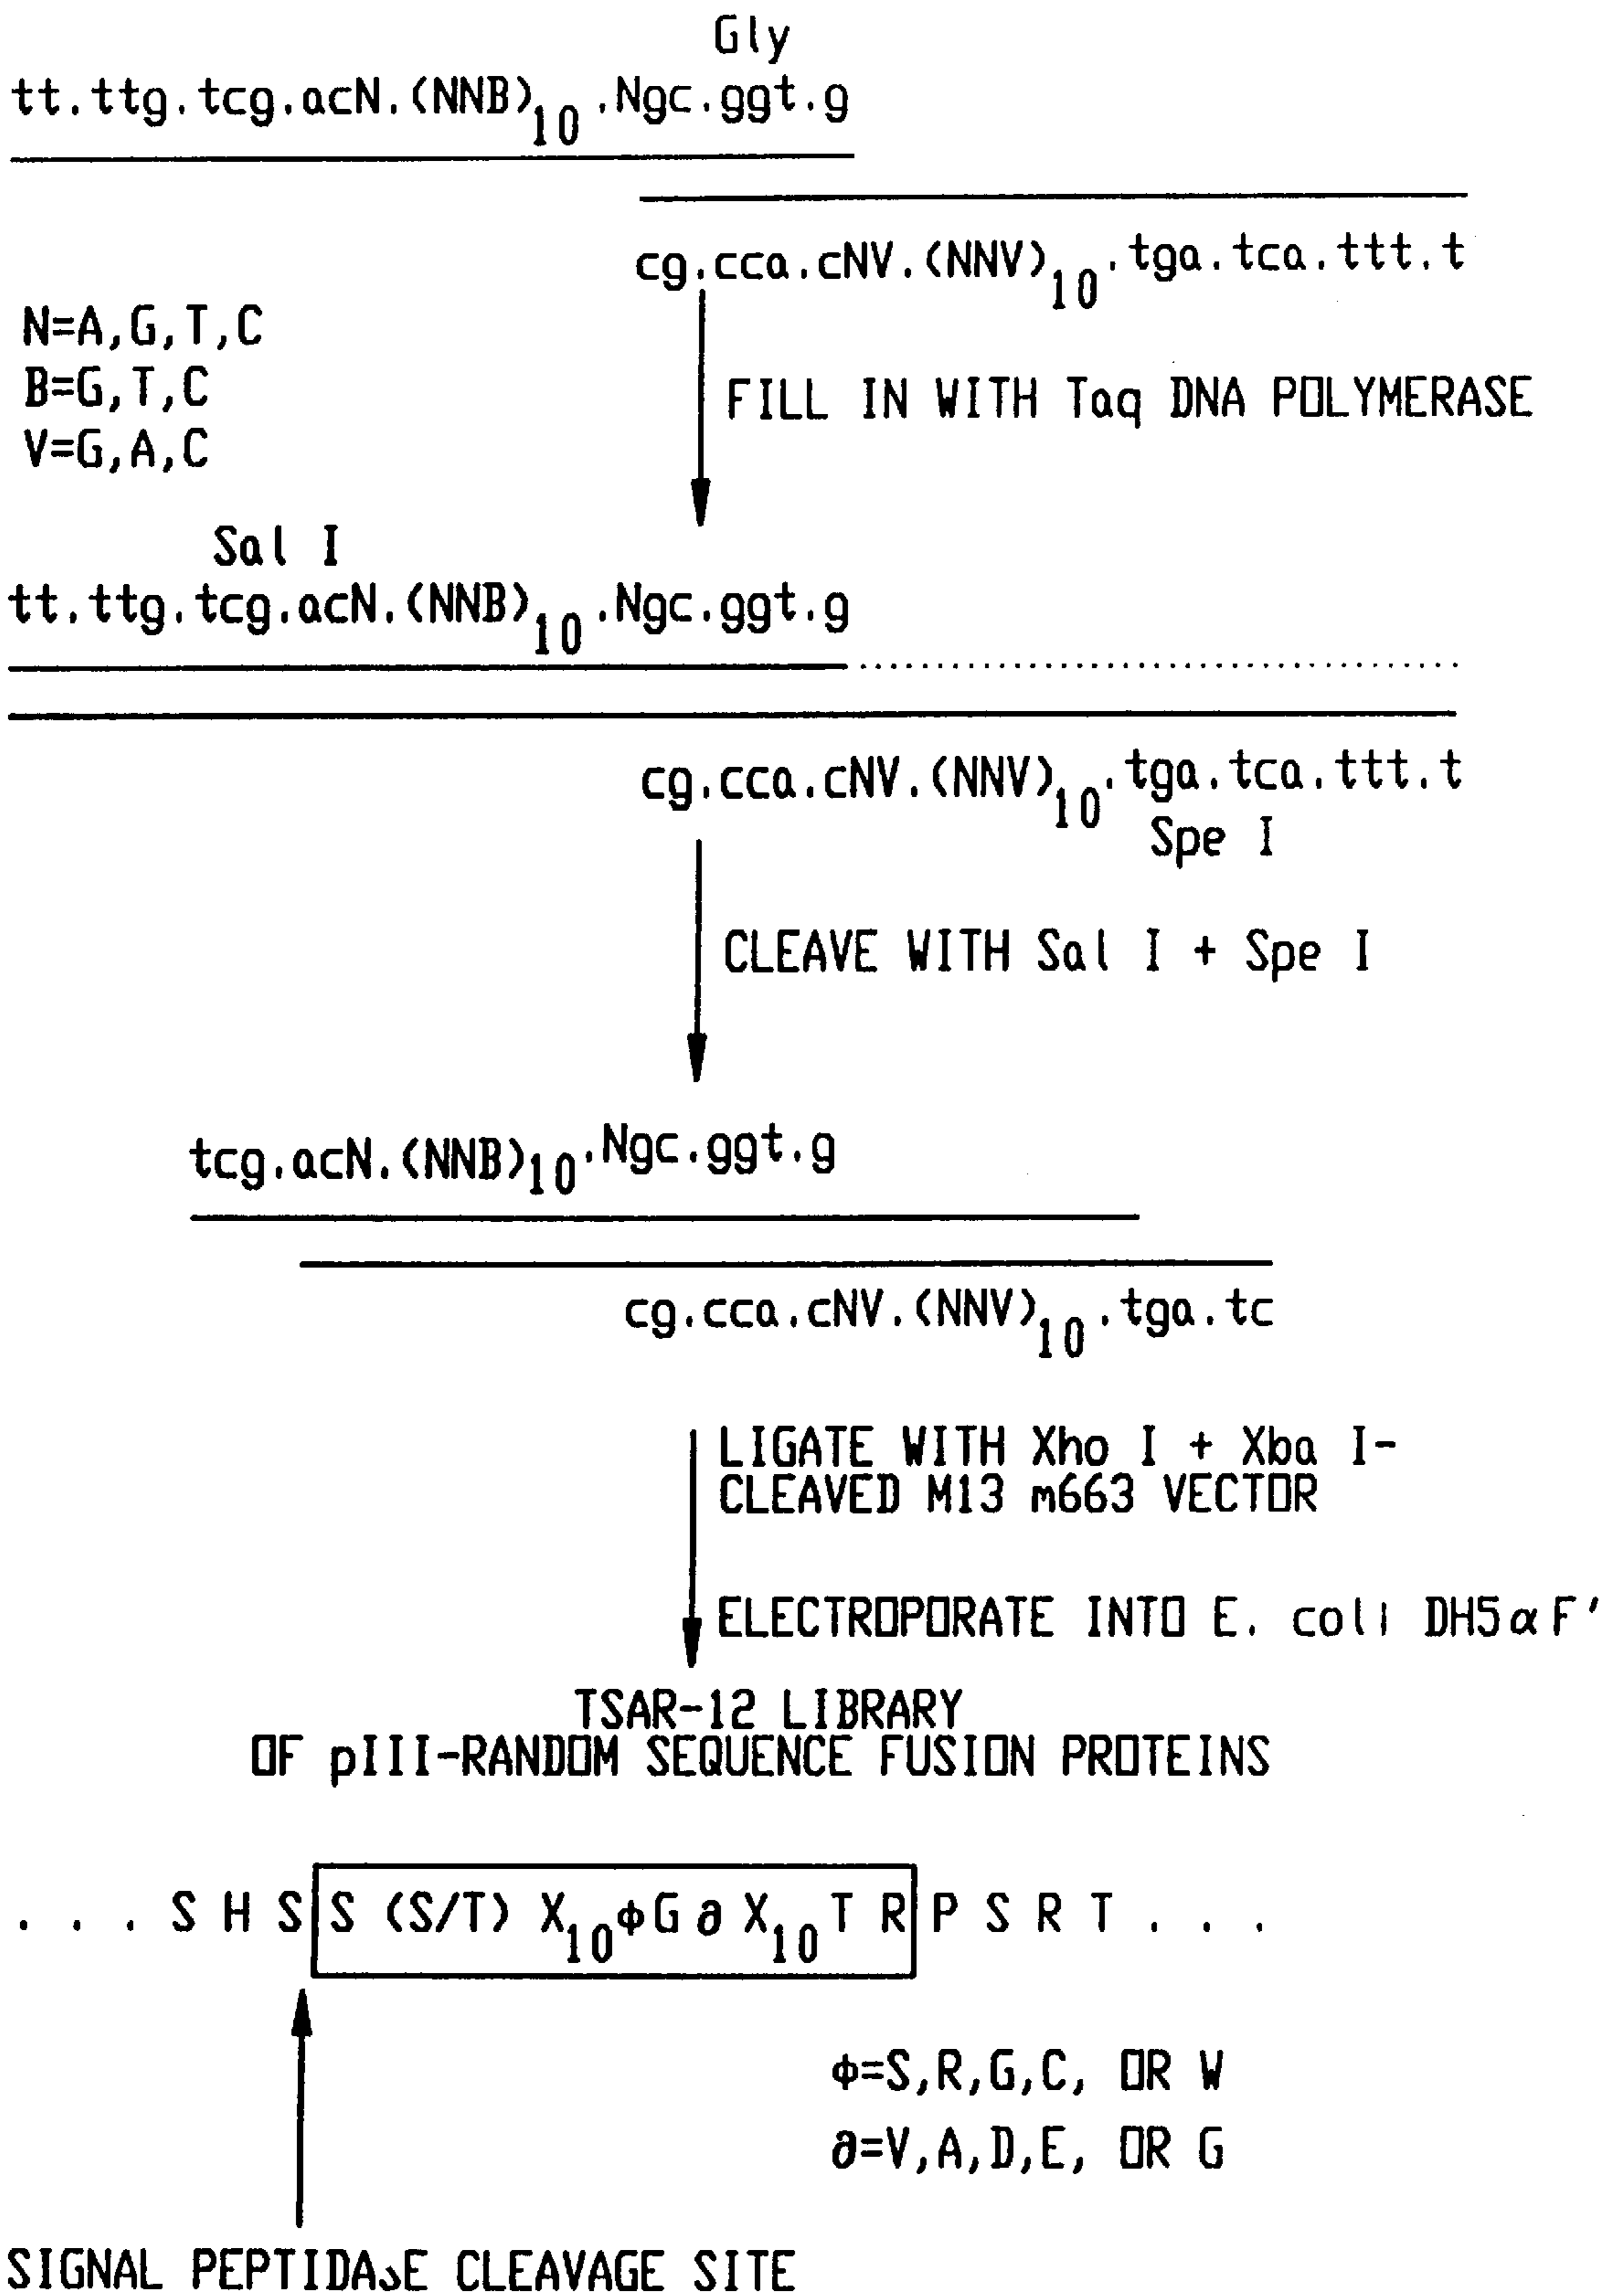 Gly
tt.ttg.tcg.acN.(NNB)10.Ngc.ggt.g
cg.cca.cNV.(NNV)10.tga.tca.ttt.t
N=A,G,T,C
B=G,T,C
V=G,A,C
FILL IN WITH Taq DNA POLYMERASE
Sal I
tt.ttg.tcg.acN.(NNB)10.Ngc.ggt.g
cg.cca.cNV.(NNV)10.tga.tca.ttt.t
Spe I
CLEAVE WITH Sal I + Spe I
tcg.acN.(NNB)10.Ngc.ggt.g
cg.cca.cNV.(NNV)10.tga.tc
LIGATE WITH Xho I + Xba I-
CLEAVED M13 m663 VECTOR
ELECTROPORATE INTO E. coli DH5αF'
TSAR-12 LIBRARY
OF pIII-RANDOM SEQUENCE FUSION PROTEINS
. . . S H S S (S/T) X10 φ G ∂ X10 T R P S R T . . .
φ=S,R,G,C, OR W
∂=V,A,D,E, OR G
SIGNAL PEPTIDASE CLEAVAGE SITE